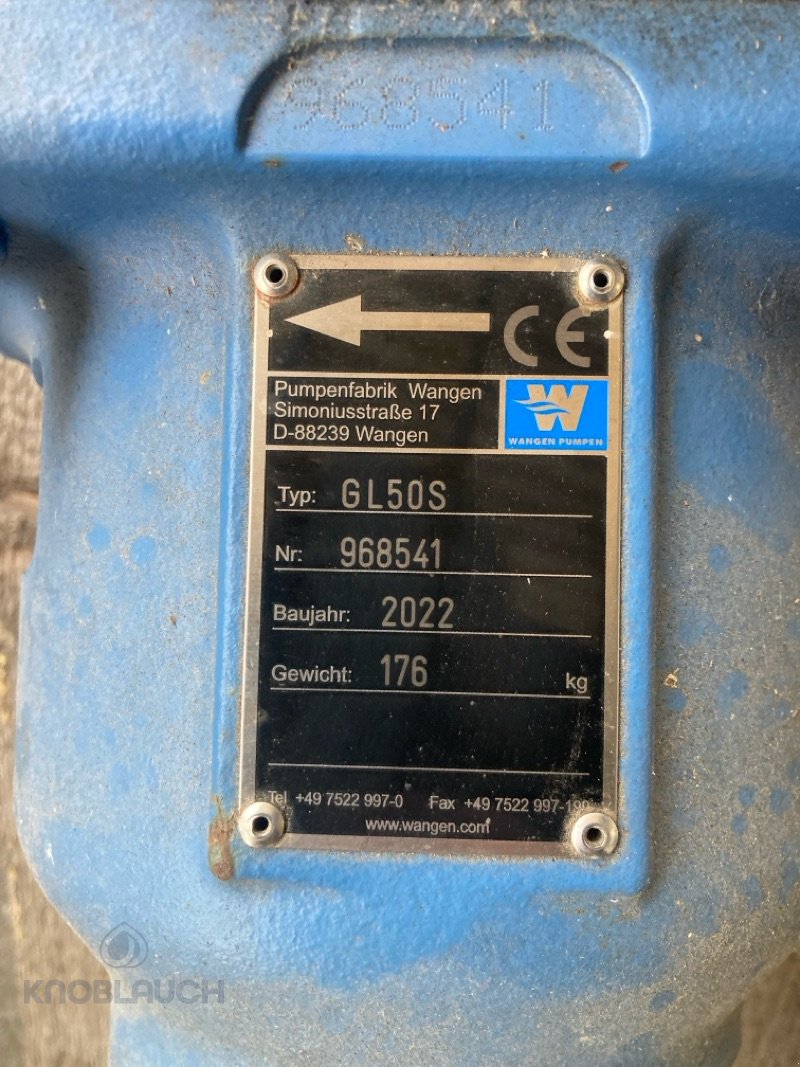 968541
CE
Pumpenfabrik Wangen
Simoniusstraße 17
D-88239 Wangen
W
WANGEN PUMPEN
Typ: GL50S
Nr: 968541
Baujahr: 2022
Gewicht: 176 kg
Tel +49 7522 997-0 Fax +49 7522 997-199
www.wangen.com
KNOBLAUCH